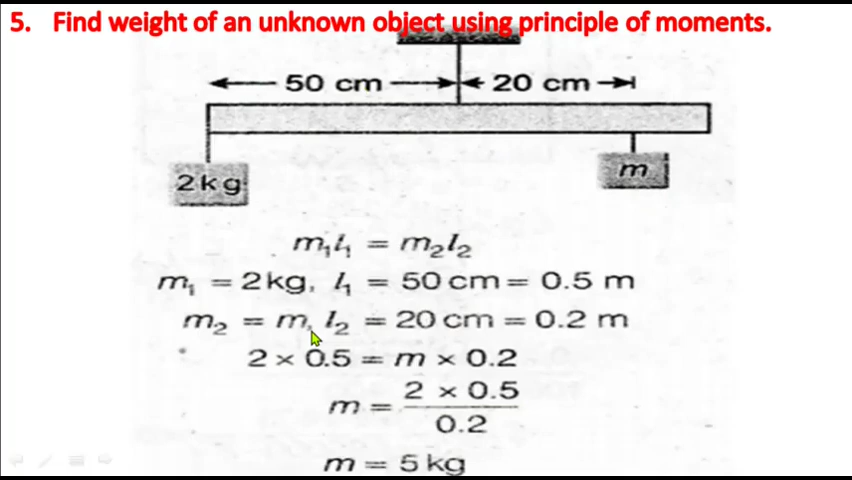 5. Find weight of an unknown object using principle of moments.
50 cm 20 cm
2kg m
m₁l₁ = m₂l₂
m₁ = 2kg, l₁ = 50 cm = 0.5 m
m₂ = m, l₂ = 20 cm = 0.2 m
2 × 0.5 = m × 0.2
m = 2 × 0.5 / 0.2
m = 5 kg